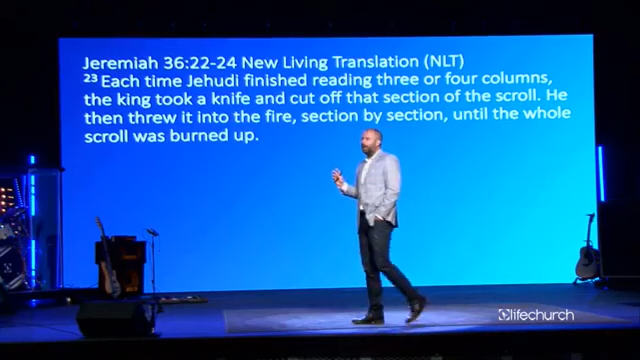 Jeremiah 36:22-24 New Living Translation (NLT)
23 Each time Jehudi finished reading three or four columns,
the king took a knife and cut off that section of the scroll. He
then threw it into the fire, section by section, until the whole
scroll was burned up.
lifechurch